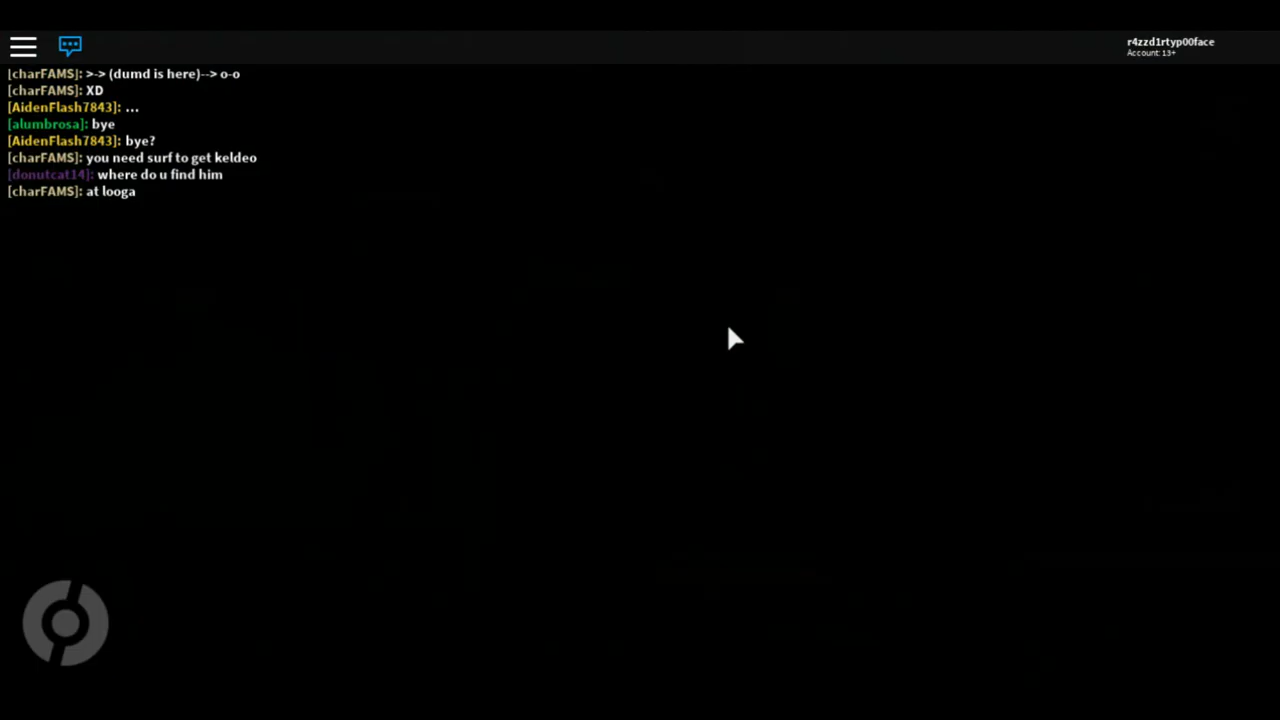 r4zzd1rtyp00face
Account: 13+
[charFAMS]: >-> (dumd is here)--> o-o
[charFAMS]: XD
[AidenFlash7843]: ...
[alumbrosa]: bye
[AidenFlash7843]: bye?
[charFAMS]: you need surf to get keldeo
[donutcat14]: where do u find him
[charFAMS]: at looga